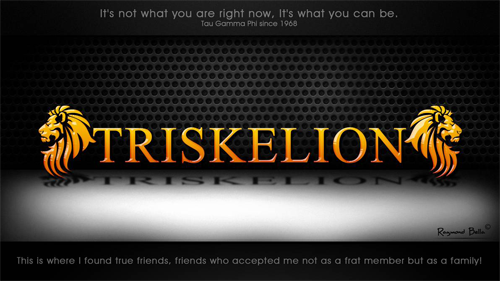 It's not what you are right now, It's what you can be.
Tau Gamma Phi since 1968
TRISKELION
Raymond Bello ©
This is where I found true friends, friends who accepted me not as a frat member but as a family!